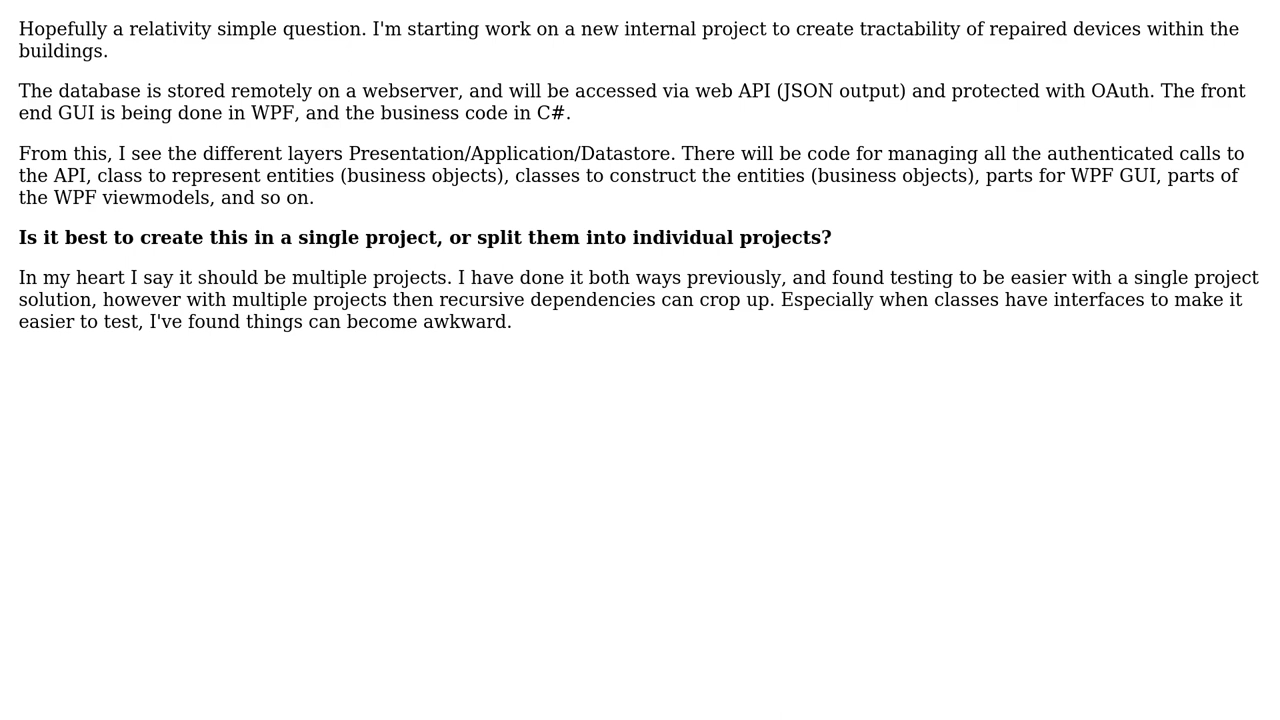 Hopefully a relativity simple question. I'm starting work on a new internal project to create tractability of repaired devices within the
buildings.
The database is stored remotely on a webserver, and will be accessed via web API (JSON output) and protected with OAuth. The front
end GUI is being done in WPF, and the business code in C#.
From this, I see the different layers Presentation/Application/Datastore. There will be code for managing all the authenticated calls to
the API, class to represent entities (business objects), classes to construct the entities (business objects), parts for WPF GUI, parts of
the WPF viewmodels, and so on.
Is it best to create this in a single project, or split them into individual projects?
In my heart I say it should be multiple projects. I have done it both ways previously, and found testing to be easier with a single project
solution, however with multiple projects then recursive dependencies can crop up. Especially when classes have interfaces to make it
easier to test, I've found things can become awkward.